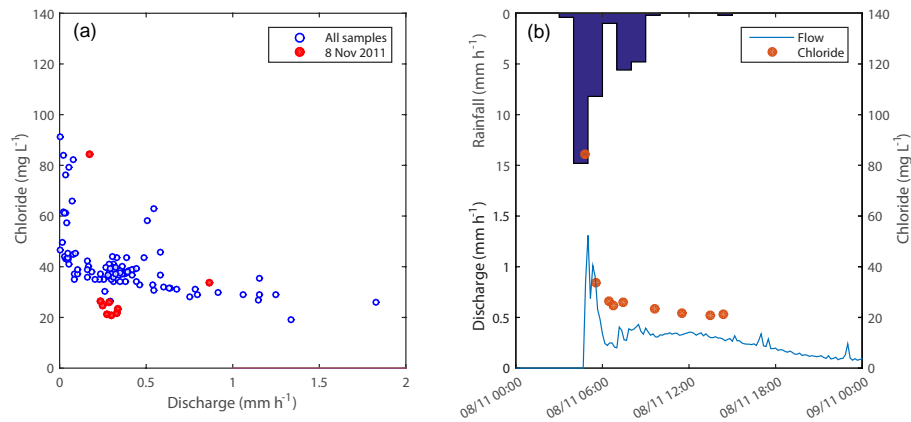 (a)
All samples
8 Nov 2011
140
120
100
80
60
40
20
0
Chloride (mg L⁻¹)
0 0.5 1 1.5 2
Discharge (mm h⁻¹)
(b)
Flow
Chloride
0
5
10
15
Rainfall (mm h⁻¹)
1.5
1
0.5
0
Discharge (mm h⁻¹)
140
120
100
80
60
40
20
0
Chloride (mg L⁻¹)
08/11 00:00
08/11 06:00
08/11 12:00
08/11 18:00
09/11 00:00